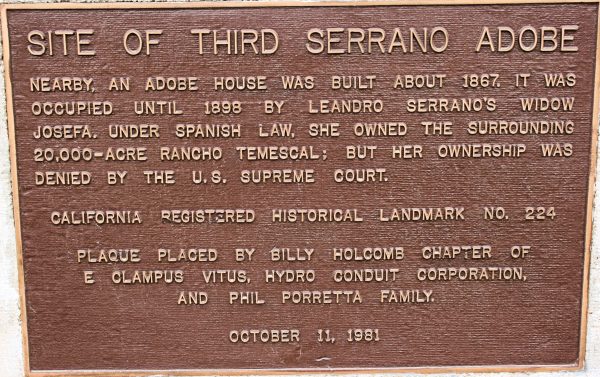 SITE OF THIRD SERRANO ADOBE
NEARBY, AN ADOBE HOUSE WAS BUILT ABOUT 1867. IT WAS
OCCUPIED UNTIL 1898 BY LEANDRO SERRANO'S WIDOW
JOSEFA. UNDER SPANISH LAW, SHE OWNED THE SURROUNDING
20,000-ACRE RANCHO TEMESCAL; BUT HER OWNERSHIP WAS
DENIED BY THE U.S. SUPREME COURT.
CALIFORNIA REGISTERED HISTORICAL LANDMARK NO. 224
PLAQUE PLACED BY BILLY HOLCOMB CHAPTER OF
E CLAMPUS VITUS, HYDRO CONDUIT CORPORATION,
AND PHIL PORRETTA FAMILY.
OCTOBER 11, 1981